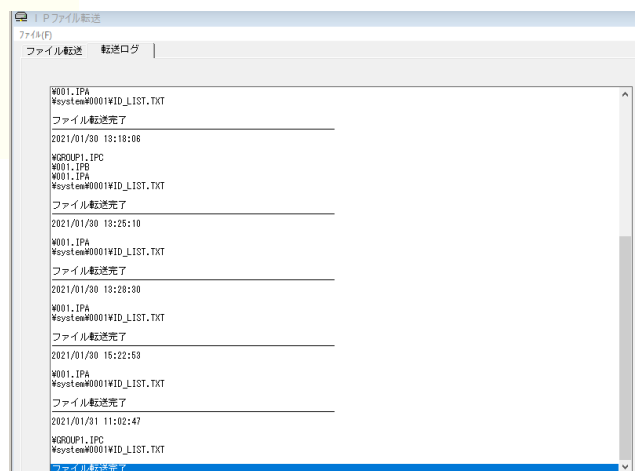 IPファイル転送
ファイル(F)
ファイル転送 転送ログ
¥001.IPA
¥system¥0001¥ID_LIST.TXT
ファイル転送完了
2021/01/30 13:18:06
¥GROUP1.IPC
¥001.IPB
¥001.IPA
¥system¥0001¥ID_LIST.TXT
ファイル転送完了
2021/01/30 13:25:10
¥001.IPA
¥system¥0001¥ID_LIST.TXT
ファイル転送完了
2021/01/30 13:28:30
¥001.IPA
¥system¥0001¥ID_LIST.TXT
ファイル転送完了
2021/01/30 15:22:53
¥001.IPA
¥system¥0001¥ID_LIST.TXT
ファイル転送完了
2021/01/31 11:02:47
¥GROUP1.IPC
¥system¥0001¥ID_LIST.TXT
ファイル転送完了